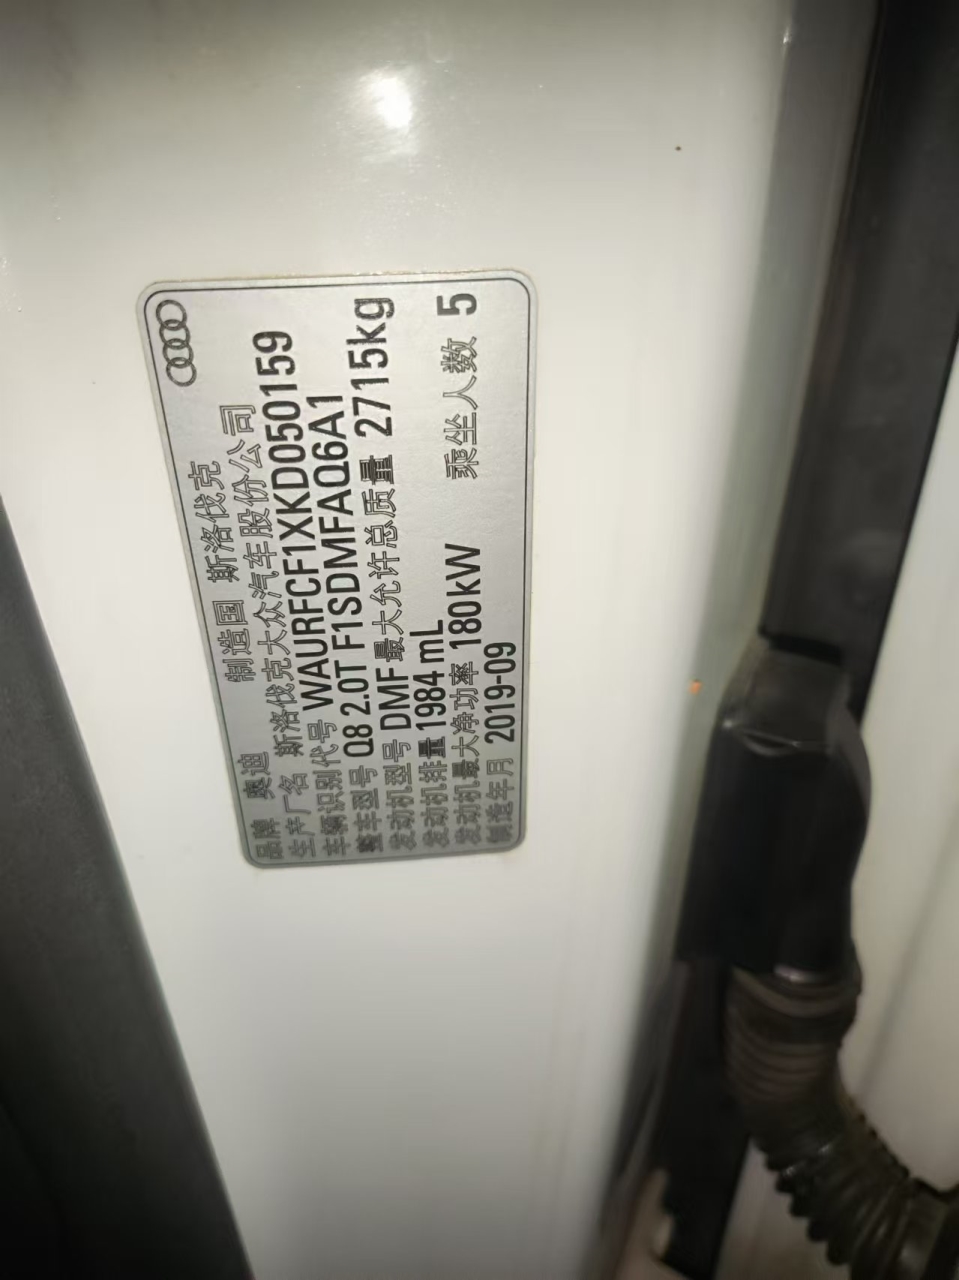 品牌 奥迪 制造国 斯洛伐克
生产厂名 斯洛伐克大众汽车股份公司
车辆识别代号 WAURFCF1XKD050159
整车型号 Q8 2.0T F1SDMFAQ6A1
发动机型号 DMF 最大允许总质量 2715kg
发动机排量 1984 mL
发动机最大净功率 180kW 乘坐人数 5
制造年月 2019-09